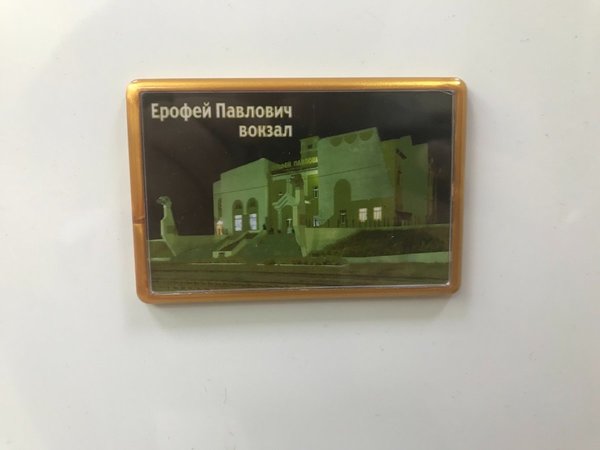 Ерофей Павлович
вокзал